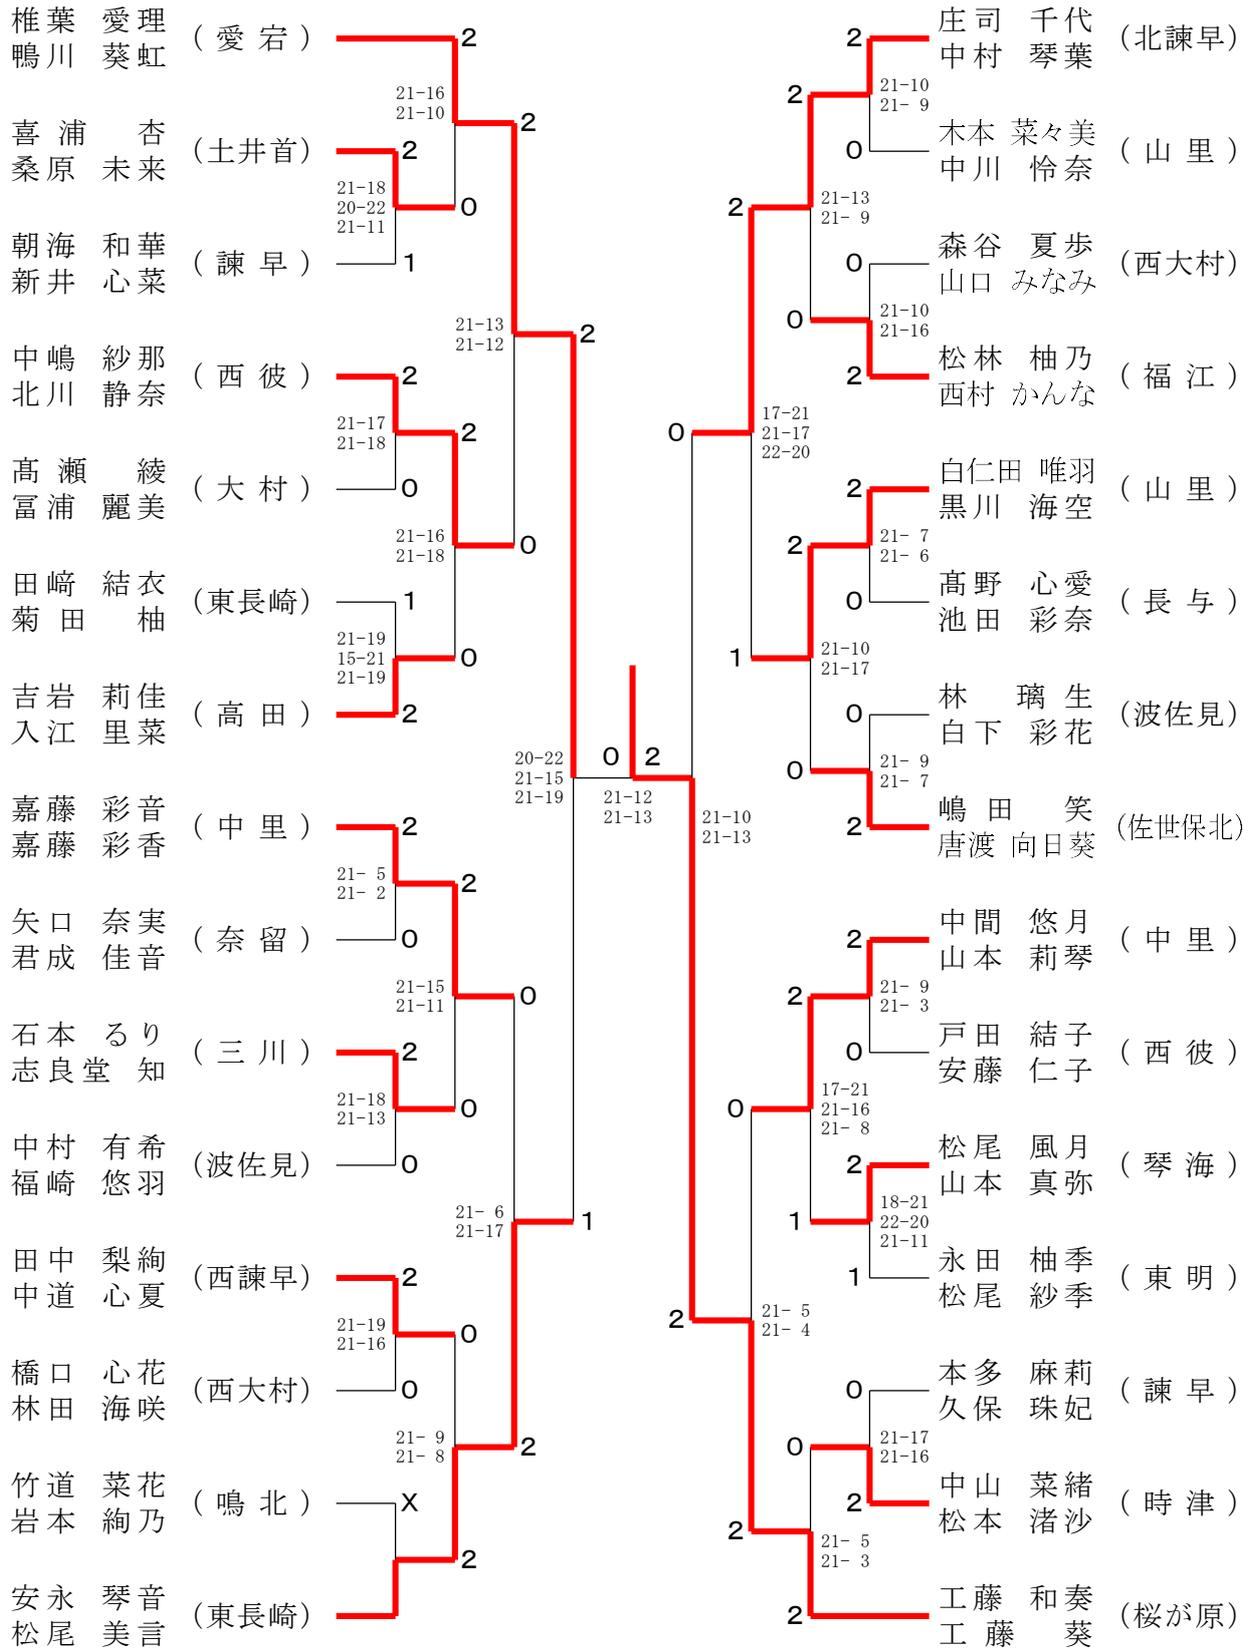 椎葉 愛理
鴨川 葵虹
(愛宕)
2
21-16
21-10
2
喜浦 杏
桑原 未来
(土井首)
2
21-18
20-22
21-11
0
朝海 和華
新井 心菜
(諫早)
1
21-13
21-12
2
中嶋 紗那
北川 静奈
(西彼)
2
21-17
21-18
2
髙瀬 綾
冨浦 麗美
(大村)
0
21-16
21-18
0
田﨑 結衣
菊田 柚
(東長崎)
1
21-19
15-21
21-19
0
吉岩 莉佳
入江 里菜
(高田)
2
20-22
21-15
21-19
嘉藤 彩音
嘉藤 彩香
(中里)
2
21- 5
21- 2
2
矢口 奈実
君成 佳音
(奈留)
0
21-15
21-11
0
石本 るり
志良堂 知
(三川)
2
21-18
21-13
0
中村 有希
福崎 悠羽
(波佐見)
0
21- 6
21-17
1
田中 梨絢
中道 心夏
(西諫早)
2
21-19
21-16
0
橋口 心花
林田 海咲
(西大村)
0
21- 9
21- 8
2
竹道 菜花
岩本 絢乃
(鳴北)
X
2
安永 琴音
松尾 美言
(東長崎)
0 2
21-12
21-13
庄司 千代
中村 琴葉
(北諫早)
2
21-10
21- 9
2
木本 菜々美
中川 怜奈
(山里)
0
21-13
21- 9
2
森谷 夏歩
山口 みなみ
(西大村)
0
21-10
21-16
0
松林 柚乃
西村 かんな
(福江)
2
17-21
21-17
22-20
0
白仁田 唯羽
黒川 海空
(山里)
2
21- 7
21- 6
2
髙野 心愛
池田 彩奈
(長与)
0
21-10
21-17
1
林 璃生
白下 彩花
(波佐見)
0
21- 9
21- 7
0
嶋田 笑
唐渡 向日葵
(佐世保北)
2
21-10
21-13
中間 悠月
山本 莉琴
(中里)
2
21- 9
21- 3
2
戸田 結子
安藤 仁子
(西彼)
0
17-21
21-16
21- 8
0
松尾 風月
山本 真弥
(琴海)
2
18-21
22-20
21-11
1
永田 柚季
松尾 紗季
(東明)
1
21- 5
21- 4
2
本多 麻莉
久保 珠妃
(諫早)
0
21-17
21-16
0
中山 菜緒
松本 渚沙
(時津)
2
21- 5
21- 3
2
工藤 和奏
工藤 葵
(桜が原)
2